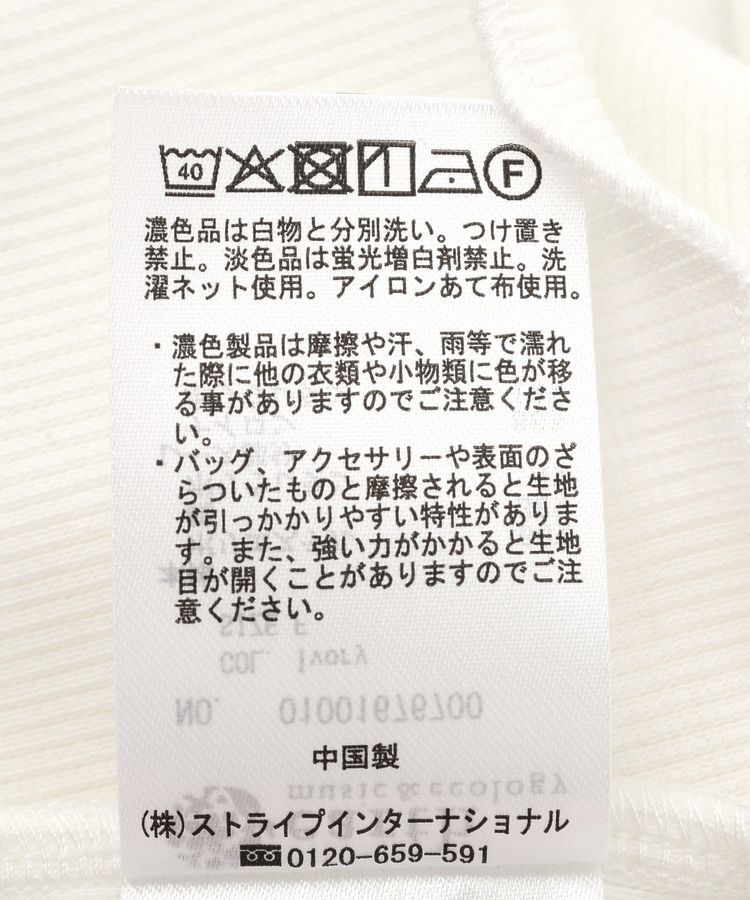 40 F
濃色品は白物と分別洗い。つけ置き
禁止。淡色品は蛍光増白剤禁止。洗
濯ネット使用。アイロンあて布使用。
・濃色製品は摩擦や汗、雨等で濡れ
た際に他の衣類や小物類に色が移
る事がありますのでご注意くださ
い。
・バッグ、アクセサリーや表面のざ
らついたものと摩擦されると生地
が引っかかりやすい特性がありま
す。また、強い力がかかると生地
目が開くことがありますのでご注
意ください。
SIZE F
COL. Ivory
NO. 01001676700
中国製
music&ecology
(株)ストライプインターナショナル
0120-659-591